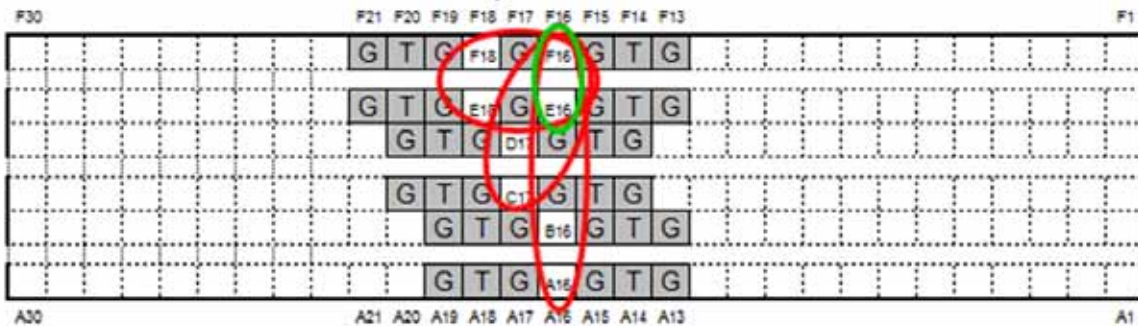 F30 F21 F20 F19 F18 F17 F16 F15 F14 F13 F1
G T G F18 G F16 G T G
G T G E18 G E16 G T G
G T G D17 G T G
G T G C17 G T G
G T G B16 G T G
G T G A16 G T G
A30 A21 A20 A19 A18 A17 A16 A15 A14 A13 A1